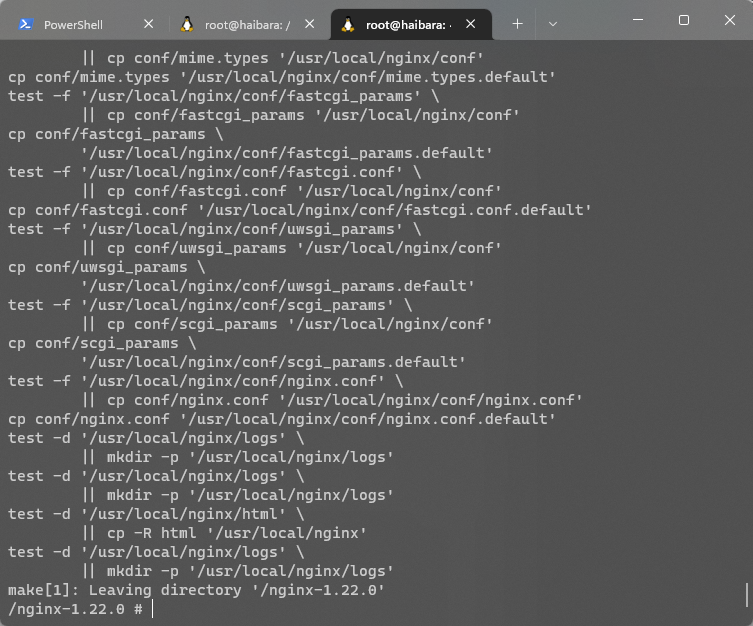 PowerShell
root@haibara: /
root@haibara: 
        || cp conf/mime.types '/usr/local/nginx/conf'
cp conf/mime.types '/usr/local/nginx/conf/mime.types.default'
test -f '/usr/local/nginx/conf/fastcgi_params' \
        || cp conf/fastcgi_params '/usr/local/nginx/conf'
cp conf/fastcgi_params \
        '/usr/local/nginx/conf/fastcgi_params.default'
test -f '/usr/local/nginx/conf/fastcgi.conf' \
        || cp conf/fastcgi.conf '/usr/local/nginx/conf'
cp conf/fastcgi.conf '/usr/local/nginx/conf/fastcgi.conf.default'
test -f '/usr/local/nginx/conf/uwsgi_params' \
        || cp conf/uwsgi_params '/usr/local/nginx/conf'
cp conf/uwsgi_params \
        '/usr/local/nginx/conf/uwsgi_params.default'
test -f '/usr/local/nginx/conf/scgi_params' \
        || cp conf/scgi_params '/usr/local/nginx/conf'
cp conf/scgi_params \
        '/usr/local/nginx/conf/scgi_params.default'
test -f '/usr/local/nginx/conf/nginx.conf' \
        || cp conf/nginx.conf '/usr/local/nginx/conf/nginx.conf'
cp conf/nginx.conf '/usr/local/nginx/conf/nginx.conf.default'
test -d '/usr/local/nginx/logs' \
        || mkdir -p '/usr/local/nginx/logs'
test -d '/usr/local/nginx/logs' \
        || mkdir -p '/usr/local/nginx/logs'
test -d '/usr/local/nginx/html' \
        || cp -R html '/usr/local/nginx'
test -d '/usr/local/nginx/logs' \
        || mkdir -p '/usr/local/nginx/logs'
make[1]: Leaving directory '/nginx-1.22.0'
/nginx-1.22.0 #